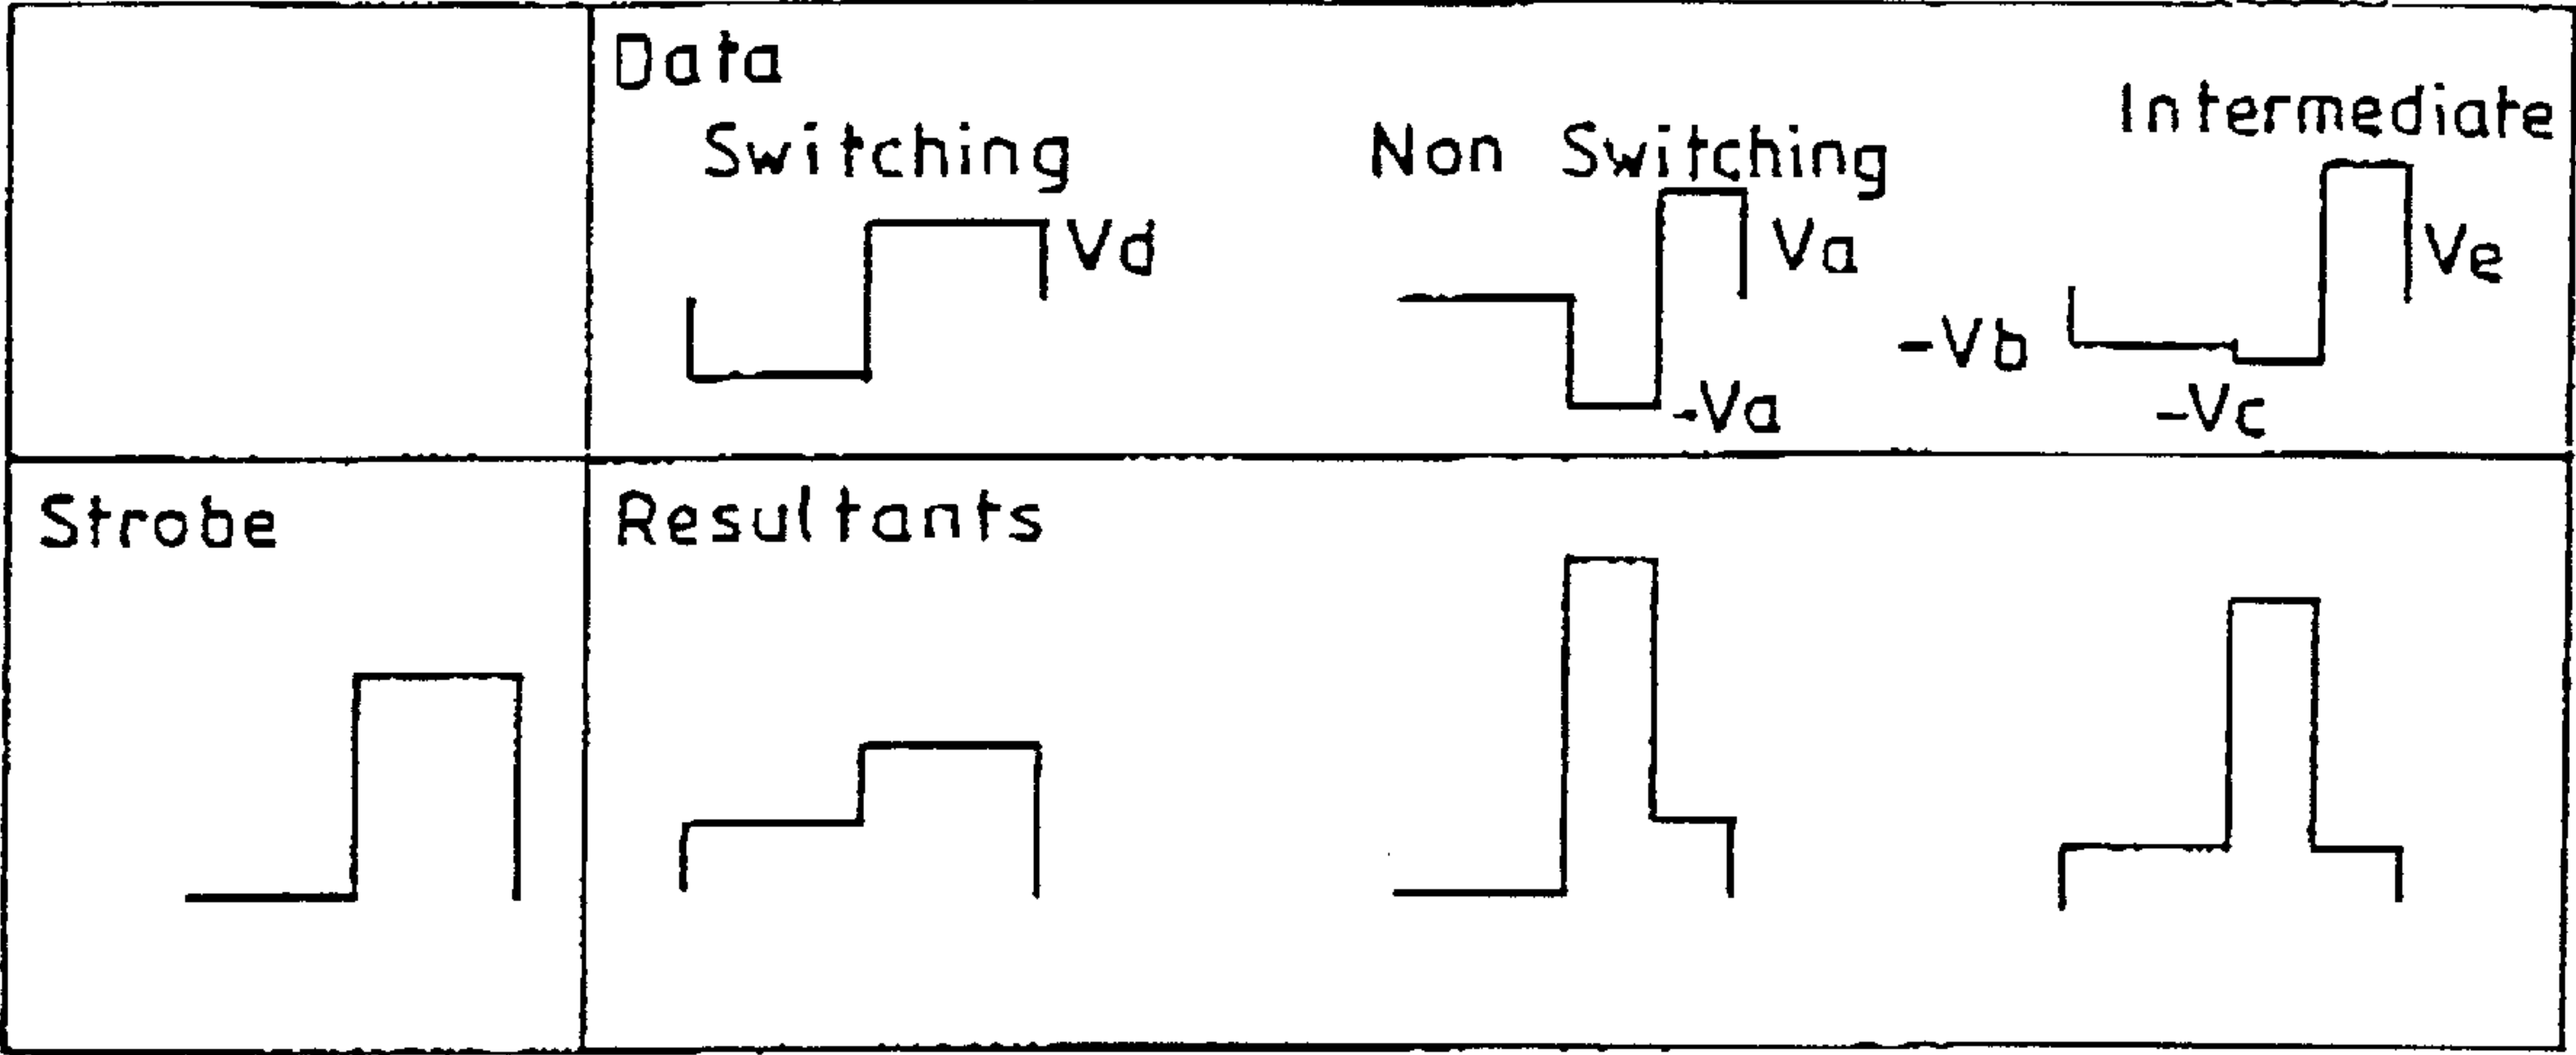 Data
Switching
Non Switching
Intermediate
Vd
Va
-Va
-Vb
-Vc
Ve
Strobe
Resultants